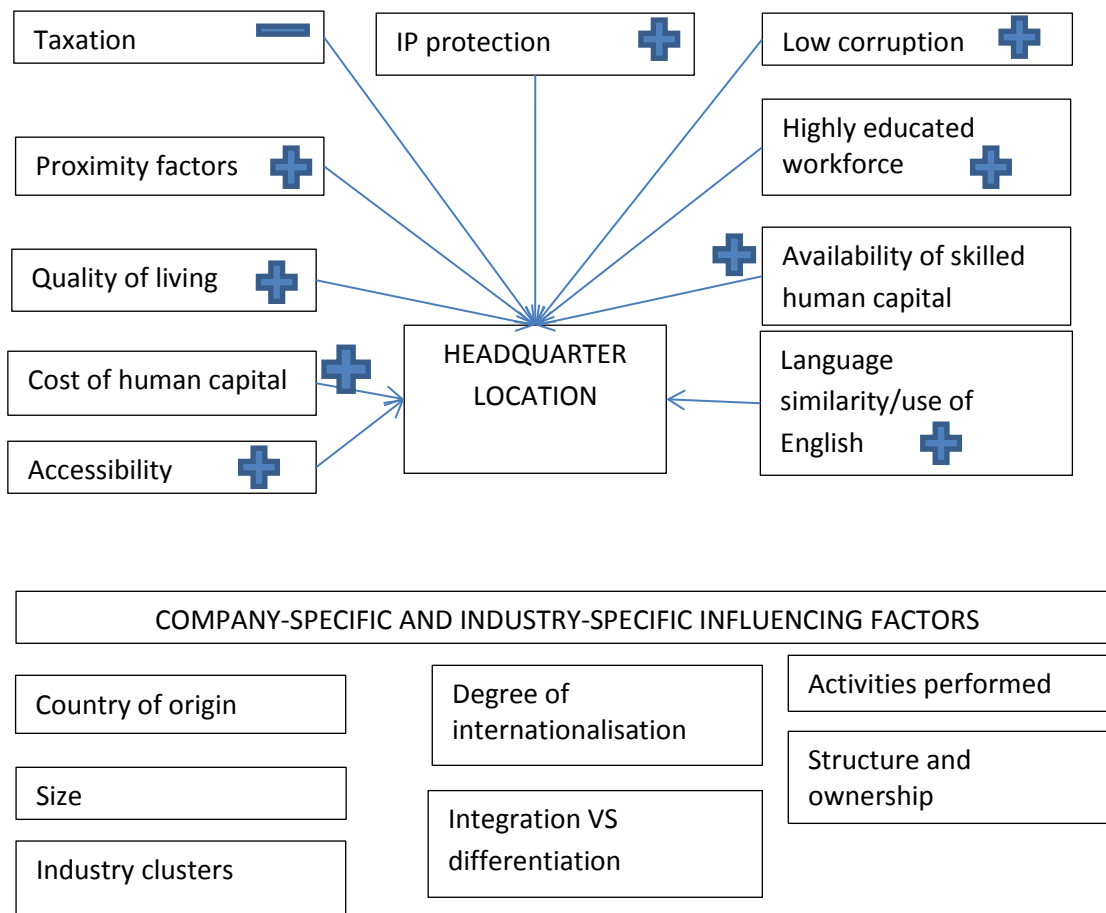 Taxation
IP protection
Low corruption
Proximity factors
Highly educated
workforce
Quality of living
Availability of skilled
human capital
Cost of human capital
HEADQUARTER
LOCATION
Language
similarity/use of
English
Accessibility
COMPANY-SPECIFIC AND INDUSTRY-SPECIFIC INFLUENCING FACTORS
Country of origin
Degree of
internationalisation
Activities performed
Size
Integration VS
differentiation
Structure and
ownership
Industry clusters